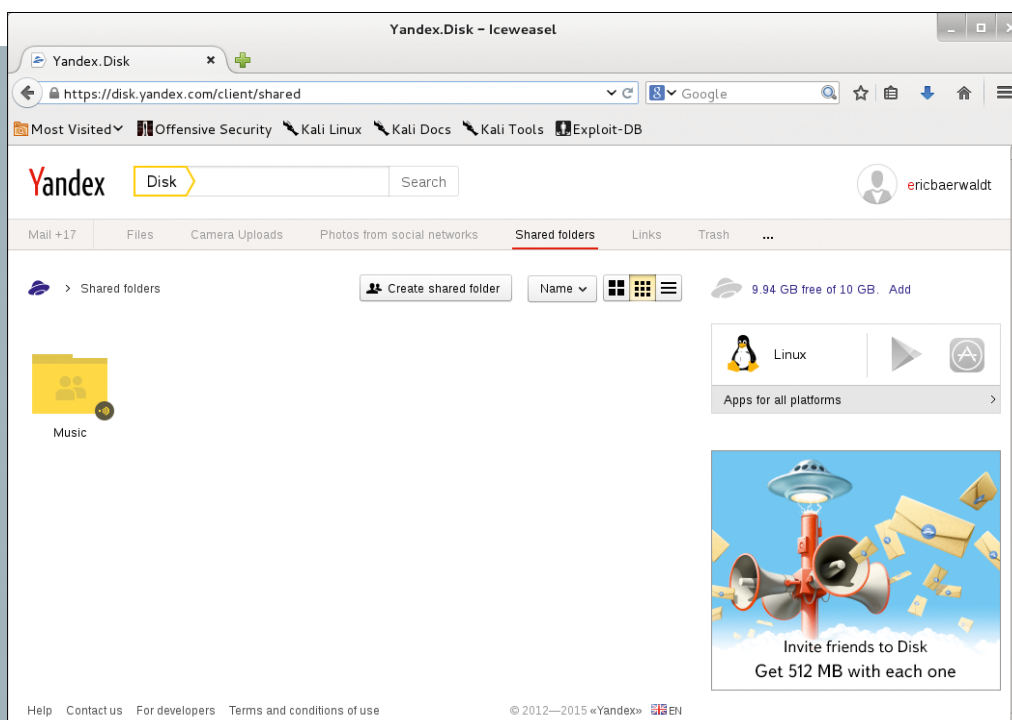 Yandex.Disk – Iceweasel
Yandex.Disk
https://disk.yandex.com/client/shared
8 Google
Most Visited Offensive Security Kali Linux Kali Docs Kali Tools Exploit-DB
Yandex Disk Search ericbaerwaldt
Mail +17 Files Camera Uploads Photos from social networks Shared folders Links Trash ...
> Shared folders Create shared folder Name 9.94 GB free of 10 GB. Add
Linux
Apps for all platforms >
Music
Invite friends to Disk
Get 512 MB with each one
Help Contact us For developers Terms and conditions of use © 2012—2015 «Yandex» EN